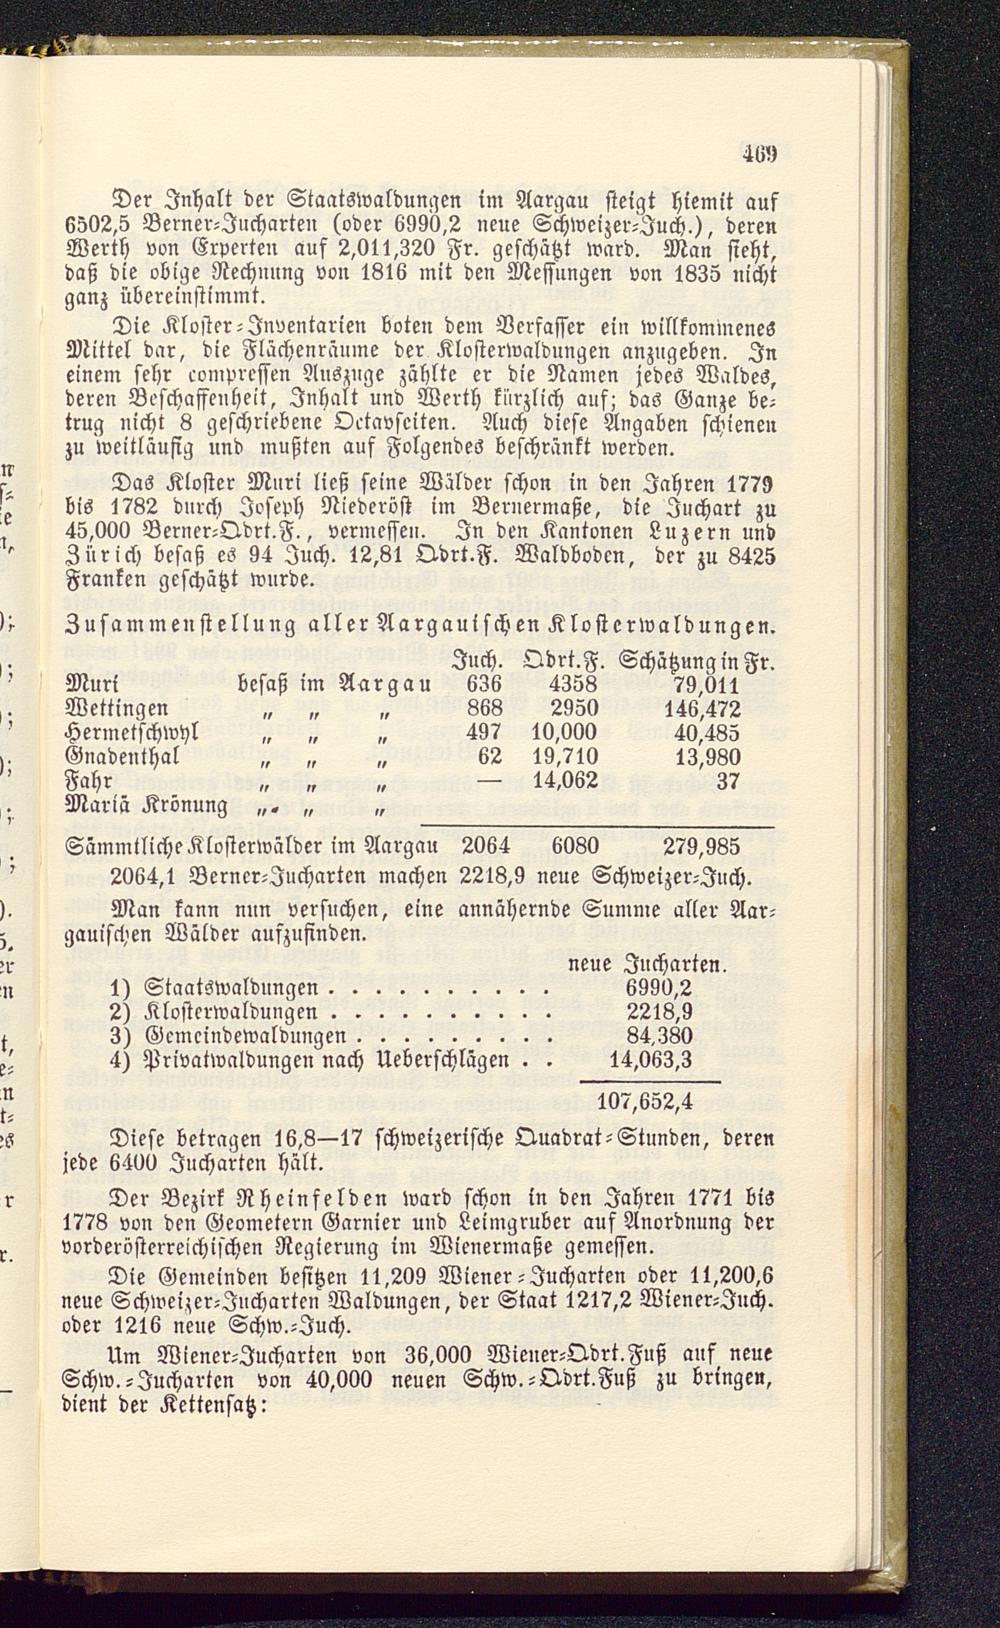 469
Der Inhalt der Staatswaldungen im Aargau steigt hiemit auf
6502,5 Berner-Jucharten (oder 6990,2 neue Schweizer-Juch.), deren
Werth von Experten auf 2,011,320 Fr. geschätzt ward. Man sieht,
daß die obige Rechnung von 1816 mit den Messungen von 1835 nicht
ganz übereinstimmt.
Die Kloster-Inventarien boten dem Verfasser ein willkommenes
Mittel dar, die Flächenräume der Klosterwaldungen anzugeben. In
einem sehr compressen Auszuge zählte er die Namen jedes Waldes,
deren Beschaffenheit, Inhalt und Werth kürzlich auf; das Ganze be-
trug nicht 8 geschriebene Octavseiten. Auch diese Angaben schienen
zu weitläufig und mußten auf Folgendes beschränkt werden.
Das Kloster Muri ließ seine Wälder schon in den Jahren 1779
bis 1782 durch Joseph Niederöst im Bernermaße, die Juchart zu
45,000 Berner-Qdrt.F., vermessen. In den Kantonen Luzern und
Zürich besaß es 94 Juch. 12,81 Qdrt.F. Waldboden, der zu 8425
Franken geschätzt wurde.
Zusammenstellung aller Aargauischen Klosterwaldungen.
Juch. Qdrt.F. Schätzung in Fr.
Muri besaß im Aargau 636 4358 79,011
Wettingen „ „ „ 868 2950 146,472
Hermetschwyl „ „ „ 497 10,000 40,485
Gnadenthal „ „ „ 62 19,710 13,980
Fahr „ „ „ — 14,062 37
Mariä Krönung „ „ „
Sämmtliche Klosterwälder im Aargau 2064 6080 279,985
2064,1 Berner-Jucharten machen 2218,9 neue Schweizer-Juch.
Man kann nun versuchen, eine annähernde Summe aller Aar-
gauischen Wälder aufzufinden.
neue Jucharten.
1) Staatswaldungen . . . . . . . . . . 6990,2
2) Klosterwaldungen . . . . . . . . . . 2218,9
3) Gemeindewaldungen . . . . . . . . . 84,380
4) Privatwaldungen nach Ueberschlägen . . 14,063,3
107,652,4
Diese betragen 16,8—17 schweizerische Quadrat-Stunden, deren
jede 6400 Jucharten hält.
Der Bezirk Rheinfelden ward schon in den Jahren 1771 bis
1778 von den Geometern Garnier und Leimgruber auf Anordnung der
vorderösterreichischen Regierung im Wienermaße gemessen.
Die Gemeinden besitzen 11,209 Wiener-Jucharten oder 11,200,6
neue Schweizer-Jucharten Waldungen, der Staat 1217,2 Wiener-Juch.
oder 1216 neue Schw.-Juch.
Um Wiener-Jucharten von 36,000 Wiener-Qdrt.Fuß auf neue
Schw.-Jucharten von 40,000 neuen Schw.-Qdrt.Fuß zu bringen,
dient der Kettensatz: